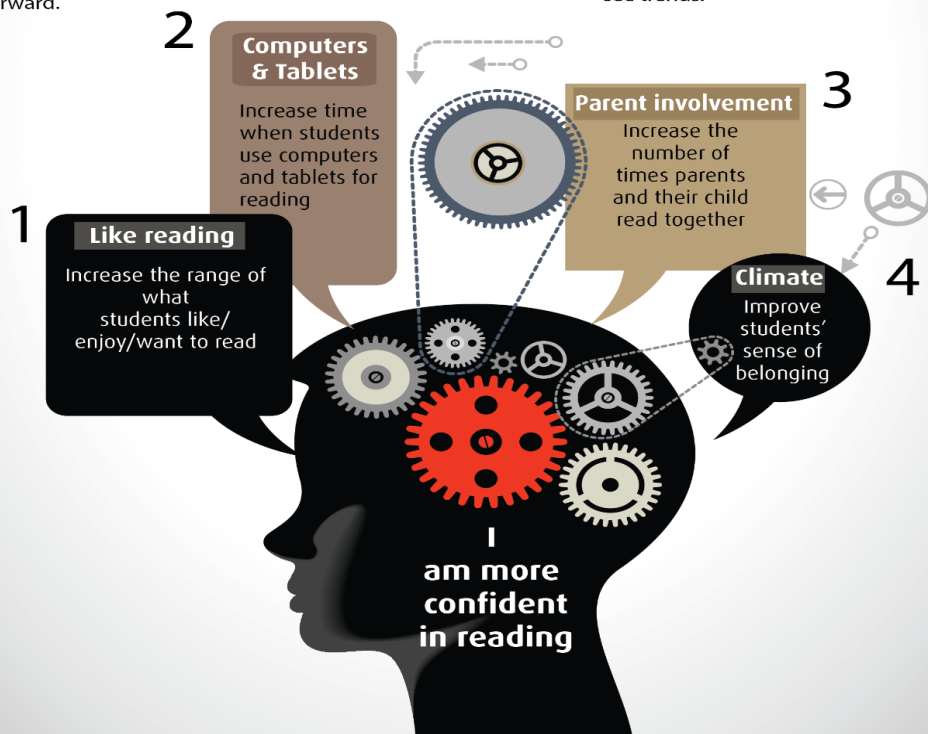 rward.
2
Computers
& Tablets
Increase time
when students
use computers
and tablets for
reading
Parent involvement
3
Increase the
number of
times parents
and their child
read together
1
Like reading
Increase the range of
what
students like/
enjoy/want to read
Climate
4
Improve
students’
sense of
belonging
I
am more
confident
in reading